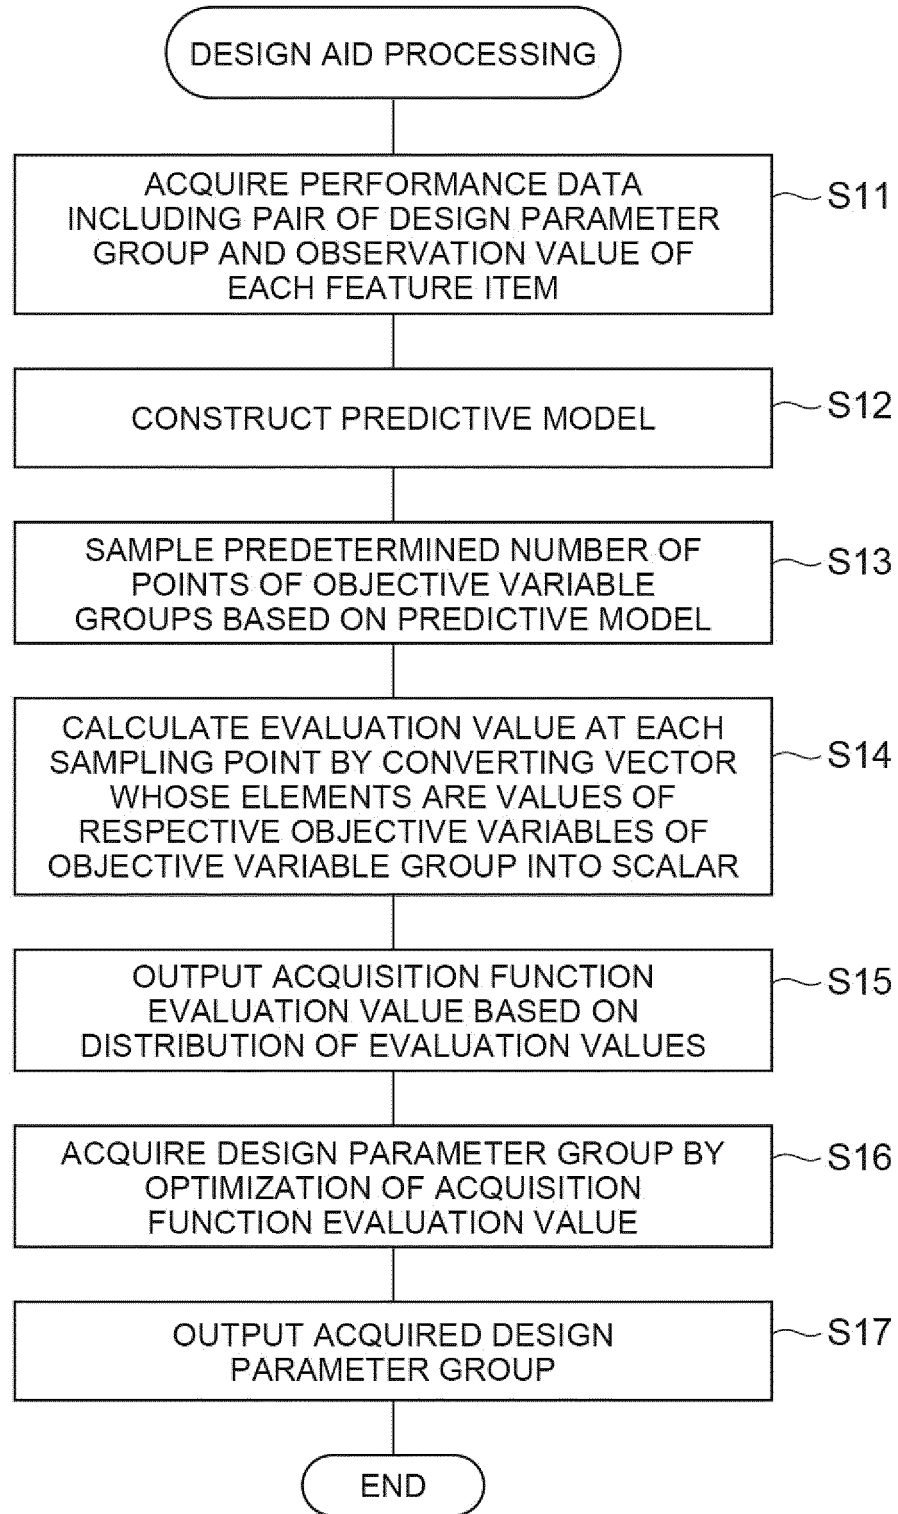 DESIGN AID PROCESSING
ACQUIRE PERFORMANCE DATA
INCLUDING PAIR OF DESIGN PARAMETER
GROUP AND OBSERVATION VALUE OF
EACH FEATURE ITEM
S11
CONSTRUCT PREDICTIVE MODEL
S12
SAMPLE PREDETERMINED NUMBER OF
POINTS OF OBJECTIVE VARIABLE
GROUPS BASED ON PREDICTIVE MODEL
S13
CALCULATE EVALUATION VALUE AT EACH
SAMPLING POINT BY CONVERTING VECTOR
WHOSE ELEMENTS ARE VALUES OF
RESPECTIVE OBJECTIVE VARIABLES OF
OBJECTIVE VARIABLE GROUP INTO SCALAR
S14
OUTPUT ACQUISITION FUNCTION
EVALUATION VALUE BASED ON
DISTRIBUTION OF EVALUATION VALUES
S15
ACQUIRE DESIGN PARAMETER GROUP BY
OPTIMIZATION OF ACQUISITION
FUNCTION EVALUATION VALUE
S16
OUTPUT ACQUIRED DESIGN
PARAMETER GROUP
S17
END